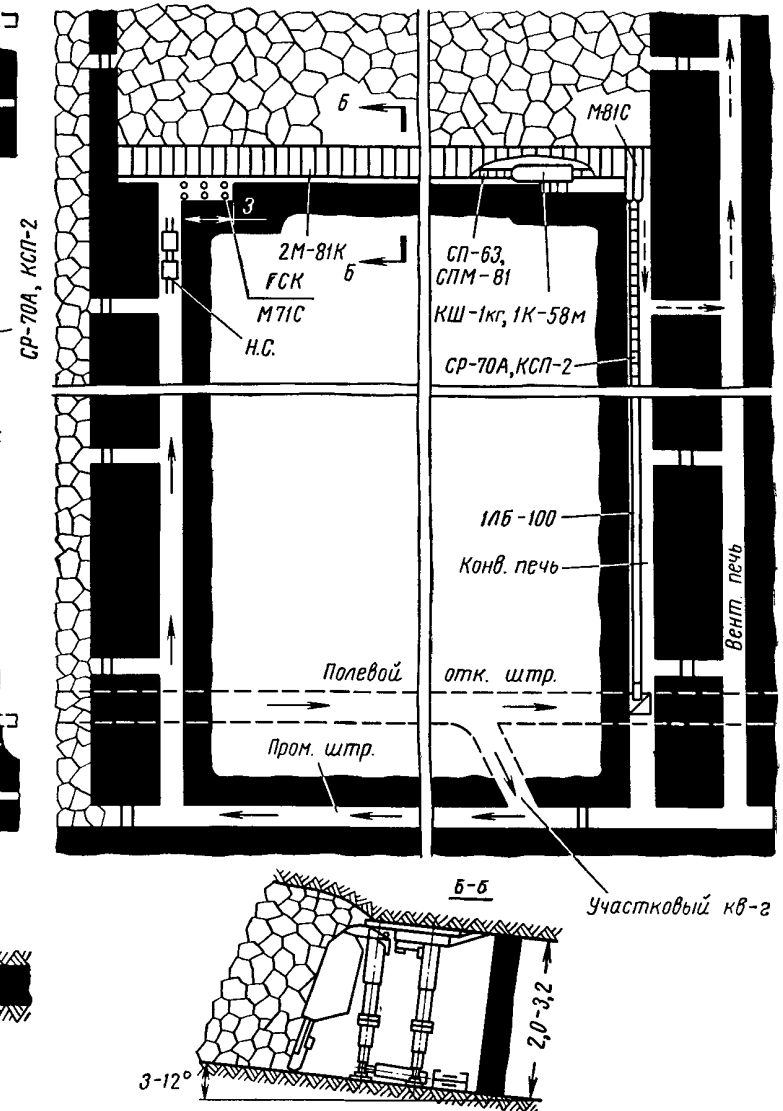 Б
М81С
СР-70А, КСП-2
3
2М-81К
Б
СП-63,
СПМ-81
ГСК
М71С
КШ-1кг, 1К-58м
Н.С.
СР-70А, КСП-2
1ЛБ-100
Конв. печь
Вент. печь
Полевой отк. штр.
Пром. штр.
Б-Б
Участковый кв-г
2,0-3,2
3-12°